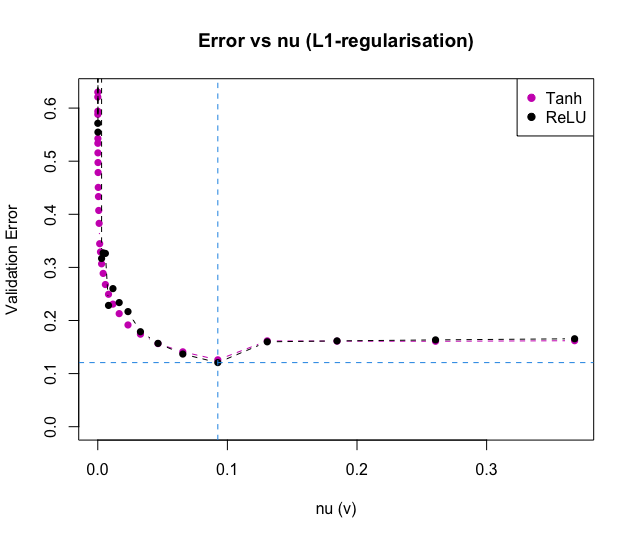 Error vs nu (L1-regularisation)
Tanh
ReLU
Validation Error
0.6
0.5
0.4
0.3
0.2
0.1
0.0
0.0 0.1 0.2 0.3
nu (v)